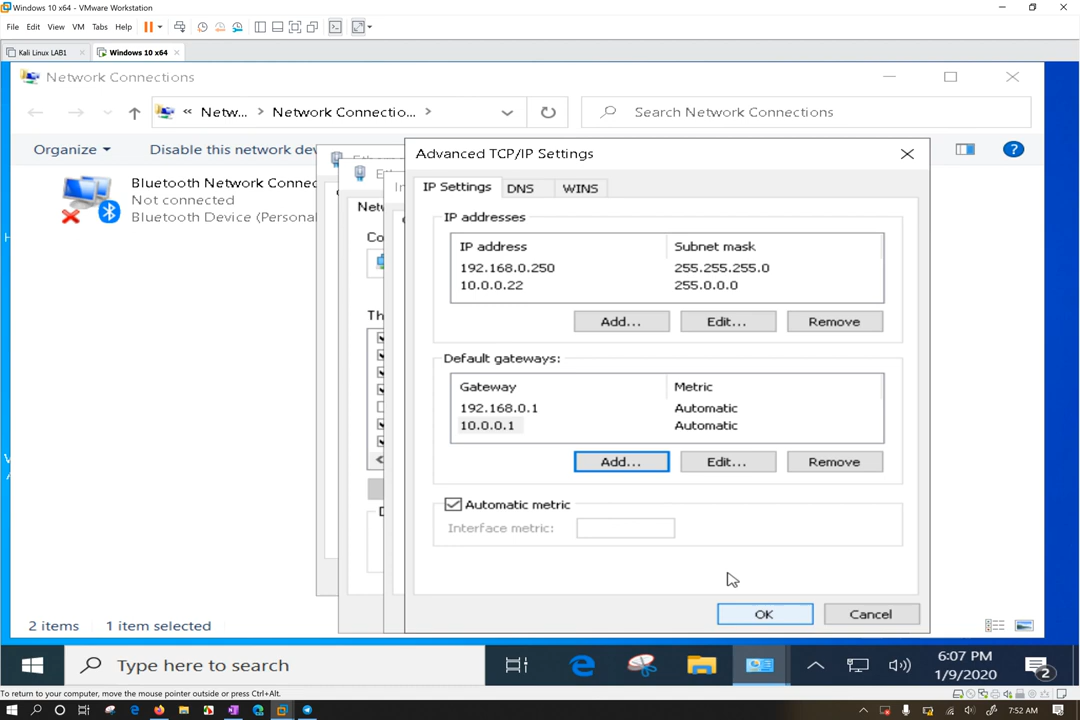 Windows 10 x64 - VMware Workstation
File Edit View VM Tabs Help
Kali Linux LAB1 Windows 10 x64
Network Connections
« Netw... > Network Connectio... > Search Network Connections
Organize Disable this network dev
Advanced TCP/IP Settings
IP Settings DNS WINS
Bluetooth Network Connec
Not connected
Bluetooth Device (Personal
IP addresses
IP address Subnet mask
192.168.0.250 255.255.255.0
10.0.0.22 255.0.0.0
Add... Edit... Remove
Default gateways:
Gateway Metric
192.168.0.1 Automatic
10.0.0.1 Automatic
Add... Edit... Remove
Automatic metric
Interface metric:
OK Cancel
2 items 1 item selected
Type here to search
6:07 PM
1/9/2020
2
To return to your computer, move the mouse pointer outside or press Ctrl+Alt.
7:52 AM